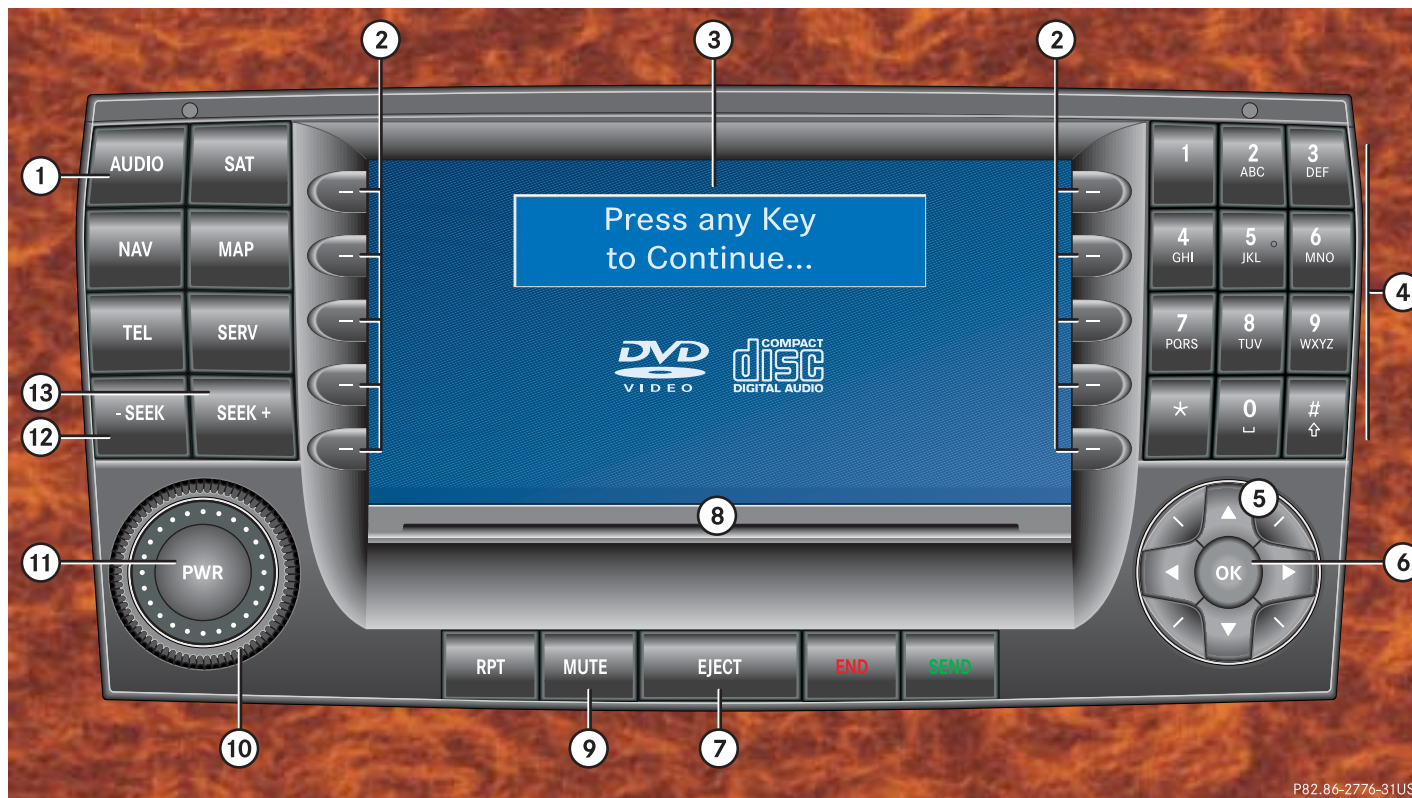 2
3
2
1
AUDIO
SAT
1
2
ABC
3
DEF
Press any Key
to Continue...
NAV
MAP
4
GHI
5
JKL
6
MNO
4
TEL
SERV
7
PQRS
8
TUV
9
WXYZ
DVD
VIDEO
COMPACT
disc
DIGITAL AUDIO
13
- SEEK
SEEK +
12
*
0
#
5
8
11
PWR
OK
6
RPT
MUTE
EJECT
END
SEND
10
9
7
P82.86-2776-31US